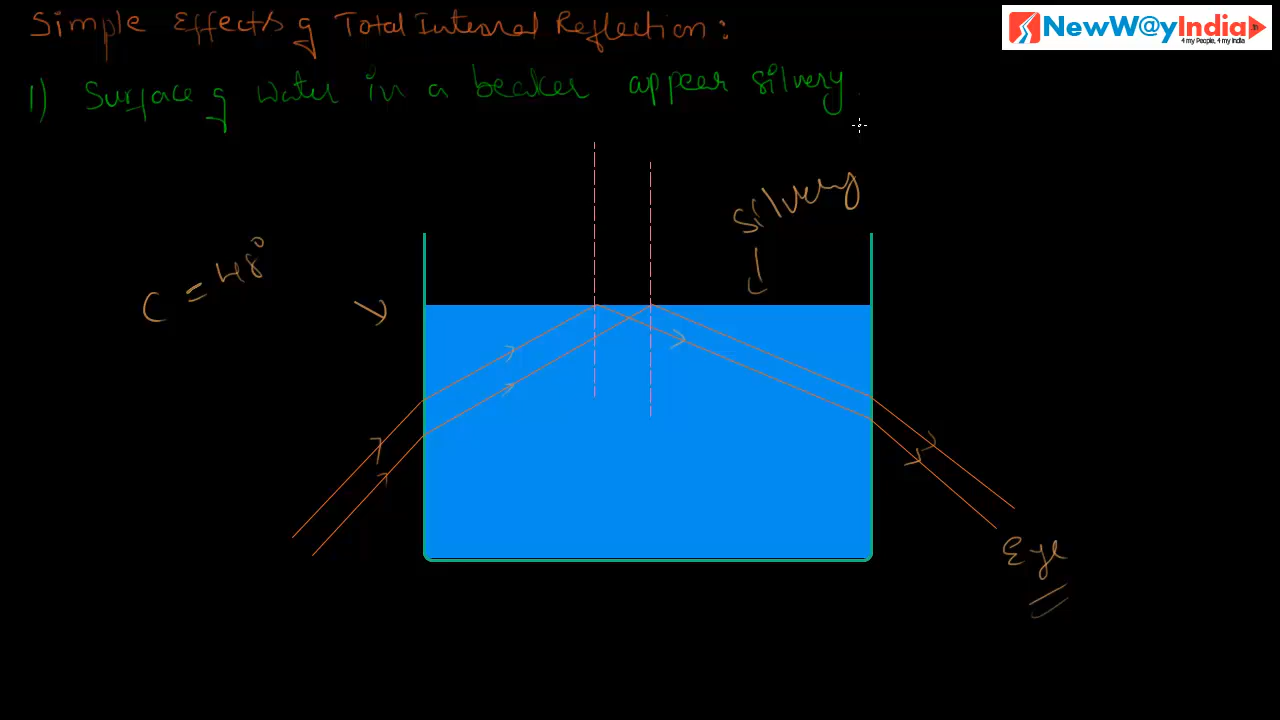 Simple Effects of Total Internal Reflection:
NewW@yIndia
4 my People, 4 my India
1) Surface of water in a beaker appear silvery.
silvery
C = 48°
Eye